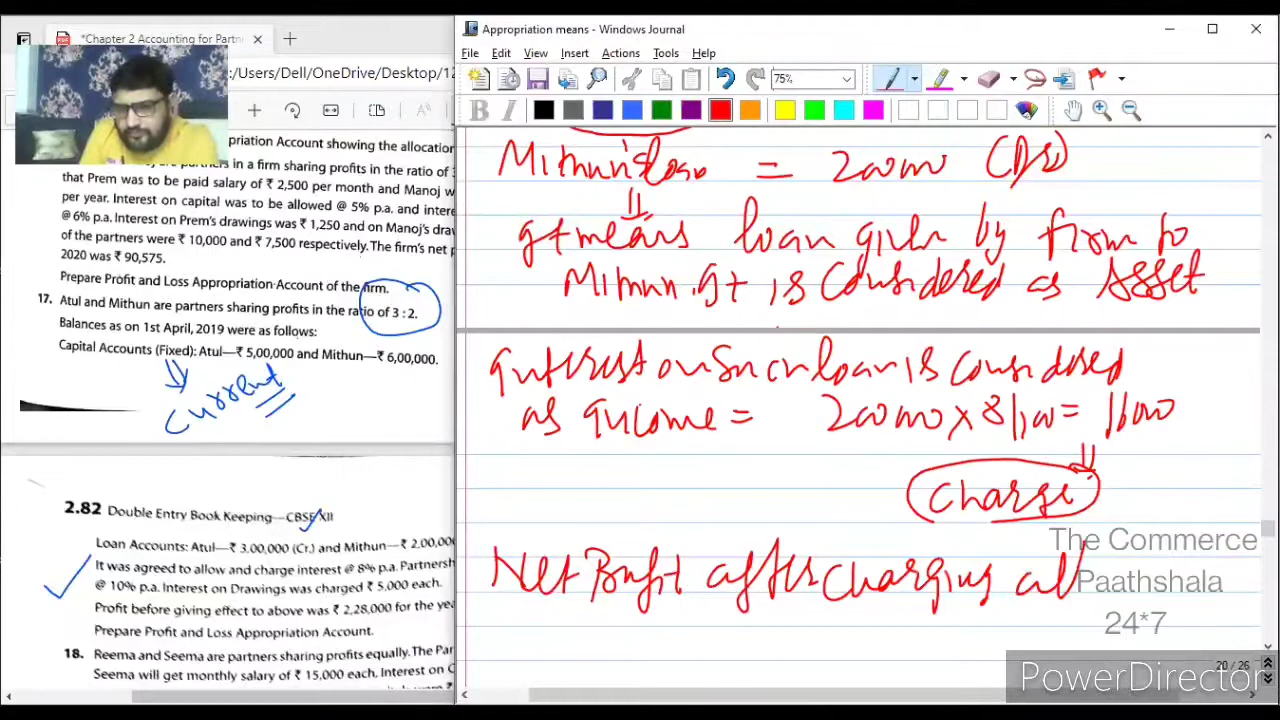 *Chapter 2 Accounting for Partn
:/Users/Dell/OneDrive/Desktop/12
priation Account showing the allocation
partners in a firm sharing profits in the ratio of 3
that Prem was to be paid salary of ₹ 2,500 per month and Manoj w
per year. Interest on capital was to be allowed @ 5% p.a. and intere
@ 6% p.a. Interest on Prem's drawings was ₹ 1,250 and on Manoj's draw
of the partners were ₹ 10,000 and ₹ 7,500 respectively. The firm's net p
2020 was ₹ 90,575.
Prepare Profit and Loss Appropriation Account of the firm.
17. Atul and Mithun are partners sharing profits in the ratio of 3 : 2.
Balances as on 1st April, 2019 were as follows:
Capital Accounts (Fixed): Atul—₹ 5,00,000 and Mithun—₹ 6,00,000.
Current
2.82 Double Entry Book Keeping—CBSE XII
Loan Accounts: Atul—₹ 3,00,000 (Cr.) and Mithun—₹ 2,00,000
It was agreed to allow and charge interest @ 8% p.a. Partnersh
@ 10% p.a. Interest on Drawings was charged ₹ 5,000 each.
Profit before giving effect to above was ₹ 2,28,000 for the ye
Prepare Profit and Loss Appropriation Account.
18. Reema and Seema are partners sharing profits equally. The Par
Seema will get monthly salary of ₹ 15,000 each. Interest on C
Appropriation means - Windows Journal
File Edit View Insert Actions Tools Help
75%
B I
Mithun's loan = 200000 (Dr)
It means loan given by firm to
Mithun. It is considered as Asset
Interest on such loan is considered
as Income = 200000 x 8/100 = 16000
Charge
Net Profit after charging all
The Commerce
Paathshala
24*7
20 / 26
PowerDirector